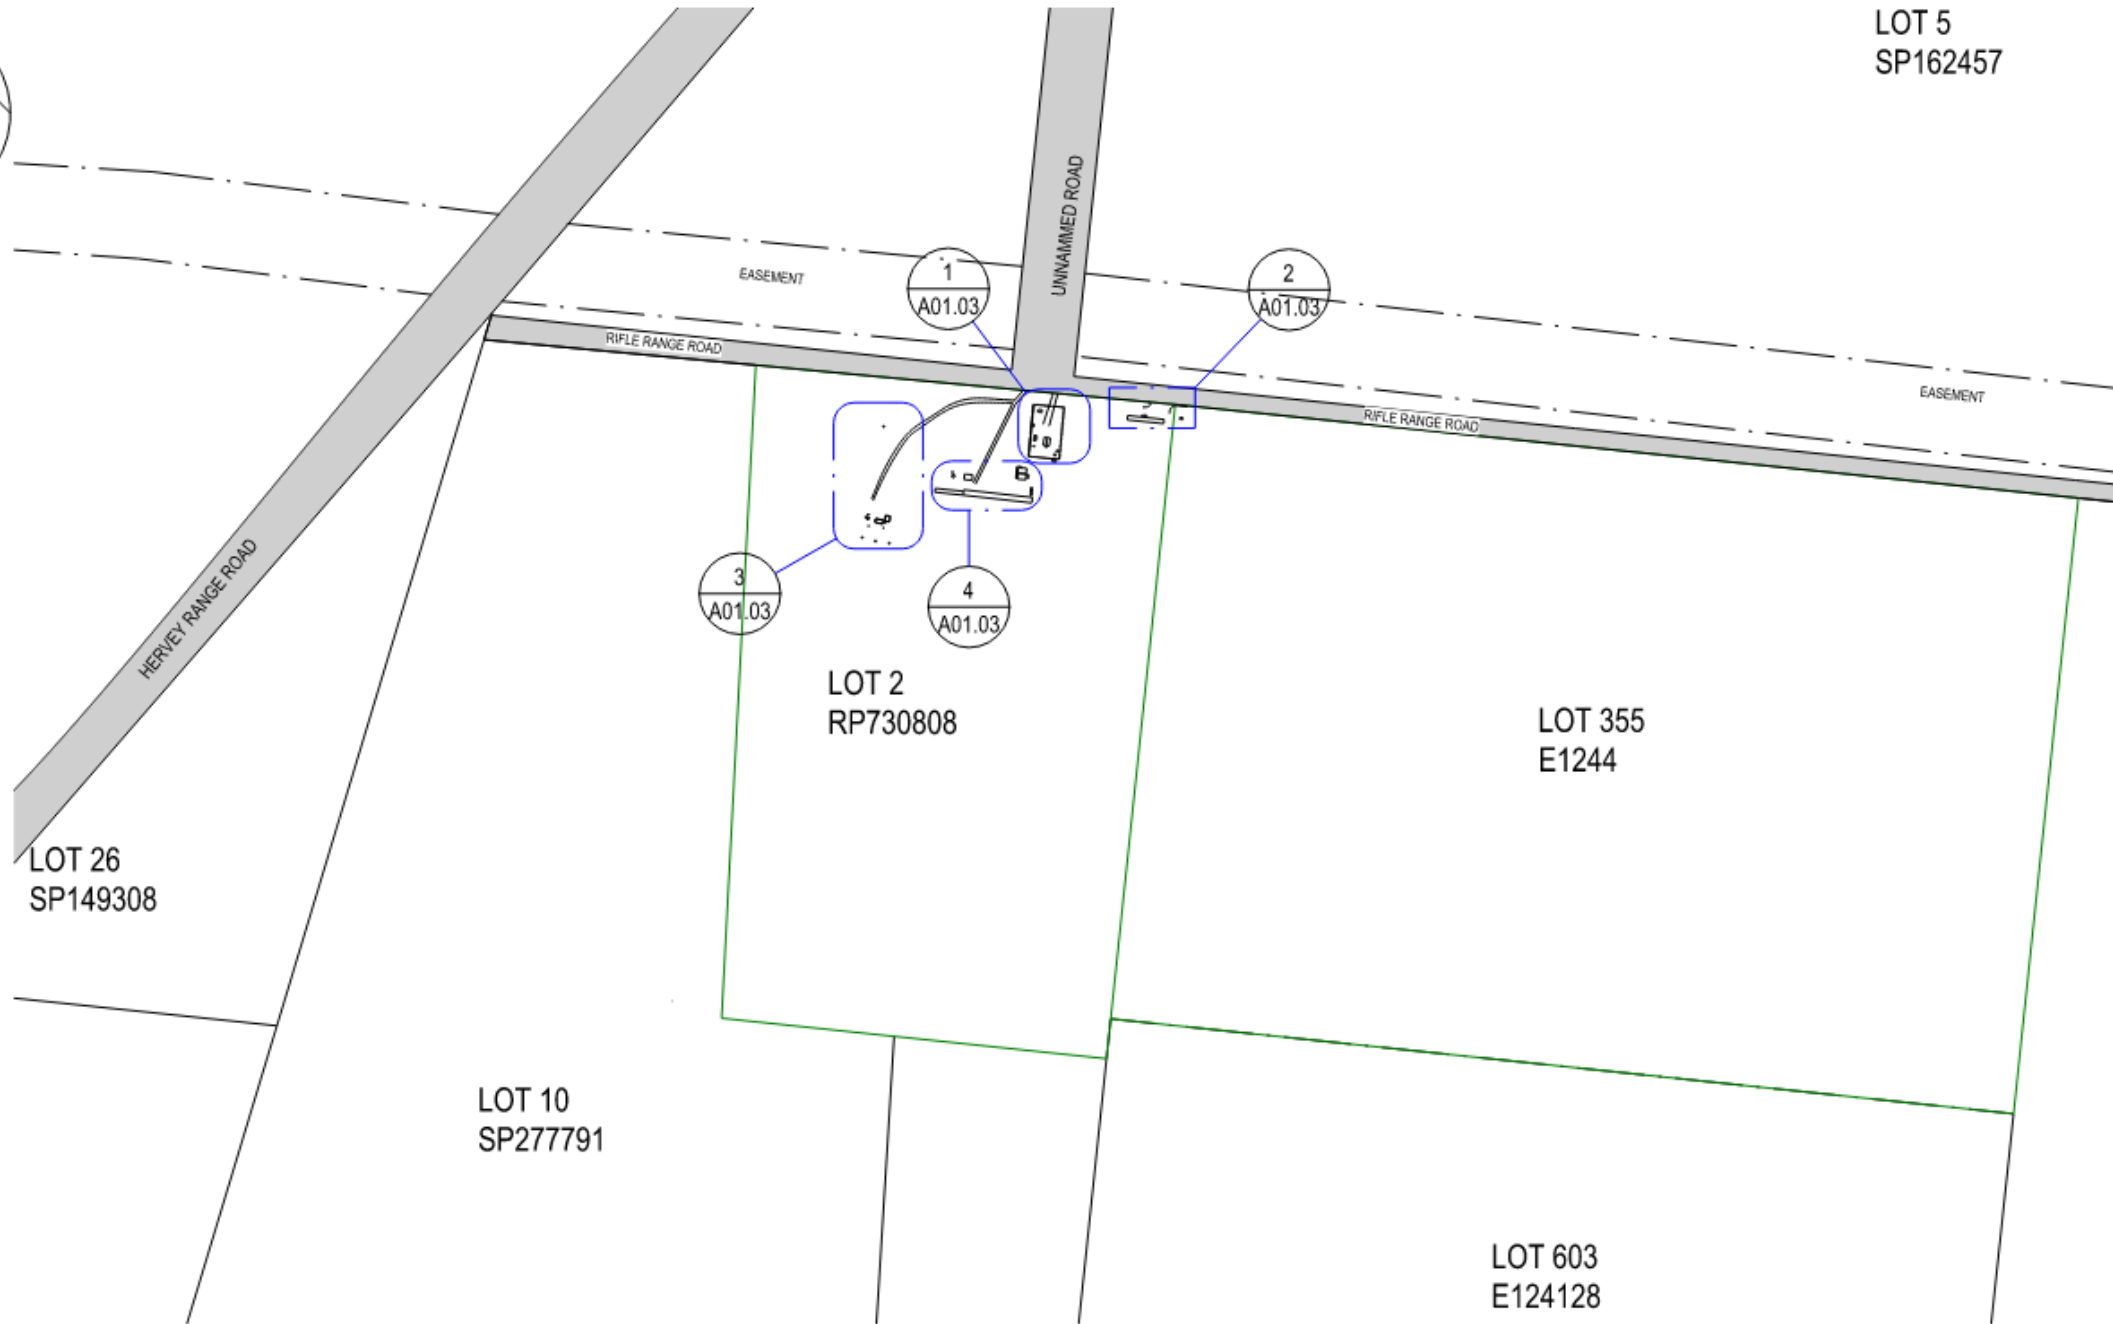 LOT 5
SP162457
UNNAMMED ROAD
EASEMENT
1
A01.03
2
A01.03
RIFLE RANGE ROAD
EASEMENT
RIFLE RANGE ROAD
B
HERVEY RANGE ROAD
3
A01.03
4
A01.03
LOT 2
RP730808
LOT 355
E1244
LOT 26
SP149308
LOT 10
SP277791
LOT 603
E124128